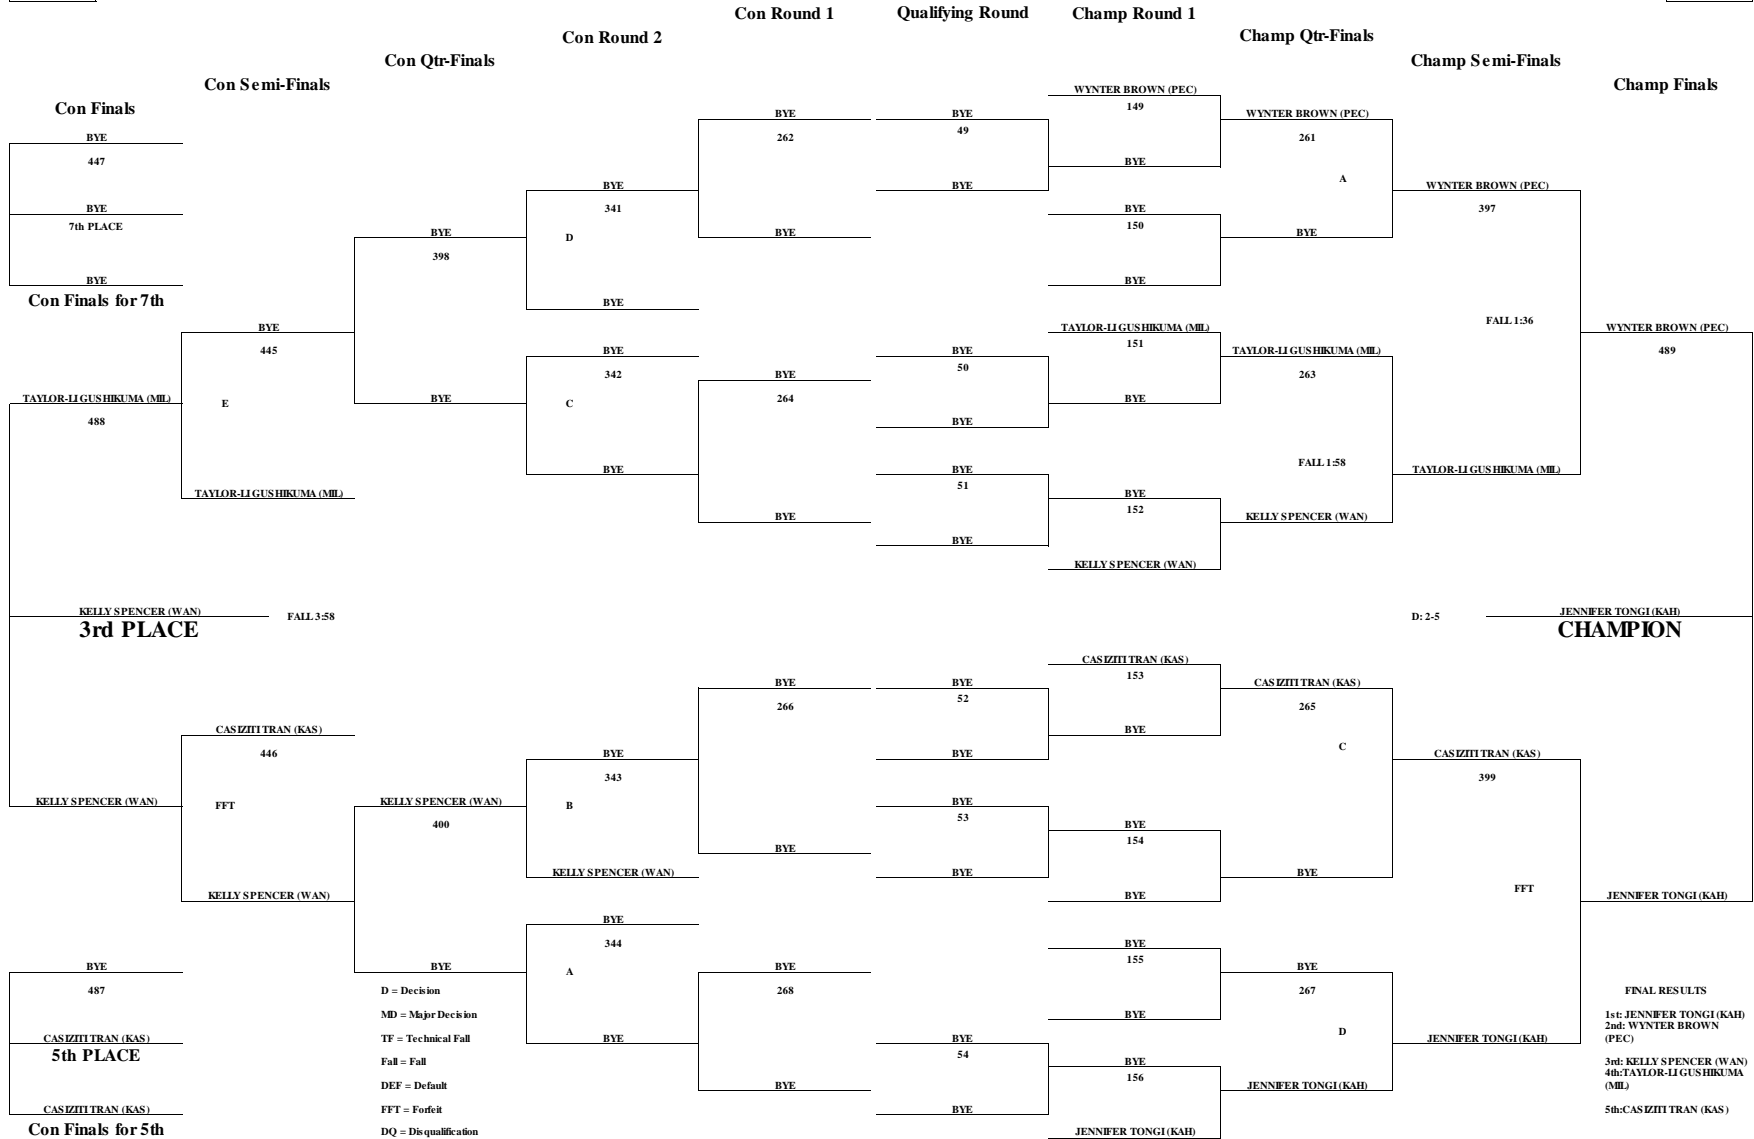 Con Round 1
Qualifying Round
Champ Round 1
Con Round 2
Champ Qtr-Finals
Con Qtr-Finals
Champ Semi-Finals
Con Semi-Finals
Champ Finals
Con Finals
BYE
447
BYE
7th PLACE
BYE
Con Finals for 7th
TAYLOR-LI GUSHIKUMA (MIL)
488
KELLY SPENCER (WAN)
3rd PLACE
FALL 3:58
KELLY SPENCER (WAN)
BYE
487
CASIZITI TRAN (KAS)
5th PLACE
CASIZITI TRAN (KAS)
Con Finals for 5th
BYE
445
E
TAYLOR-LI GUSHIKUMA (MIL)
CASIZITI TRAN (KAS)
446
FFT
KELLY SPENCER (WAN)
BYE
398
BYE
KELLY SPENCER (WAN)
400
BYE
D = Decision
MD = Major Decision
TF = Technical Fall
Fall = Fall
DEF = Default
FFT = Forfeit
DQ = Disqualification
BYE
341
D
BYE
BYE
342
C
BYE
BYE
343
B
KELLY SPENCER (WAN)
BYE
344
A
BYE
BYE
262
BYE
BYE
264
BYE
BYE
266
BYE
BYE
268
BYE
BYE
49
BYE
BYE
50
BYE
BYE
51
BYE
BYE
52
BYE
BYE
53
BYE
BYE
54
BYE
WYNTER BROWN (PEC)
149
BYE
BYE
150
BYE
TAYLOR-LI GUSHIKUMA (MIL)
151
BYE
BYE
152
KELLY SPENCER (WAN)
CASIZITI TRAN (KAS)
153
BYE
BYE
154
BYE
BYE
155
BYE
BYE
156
JENNIFER TONGI (KAH)
WYNTER BROWN (PEC)
261
A
BYE
TAYLOR-LI GUSHIKUMA (MIL)
263
FALL 1:58
KELLY SPENCER (WAN)
CASIZITI TRAN (KAS)
265
C
BYE
BYE
267
D
JENNIFER TONGI (KAH)
WYNTER BROWN (PEC)
397
FALL 1:36
TAYLOR-LI GUSHIKUMA (MIL)
CASIZITI TRAN (KAS)
399
FFT
JENNIFER TONGI (KAH)
WYNTER BROWN (PEC)
489
D: 2-5
JENNIFER TONGI (KAH)
CHAMPION
JENNIFER TONGI (KAH)
FINAL RESULTS
1st: JENNIFER TONGI (KAH)
2nd: WYNTER BROWN
(PEC)
3rd: KELLY SPENCER (WAN)
4th:TAYLOR-LI GUSHIKUMA
(MIL)
5th:CASIZITI TRAN (KAS)